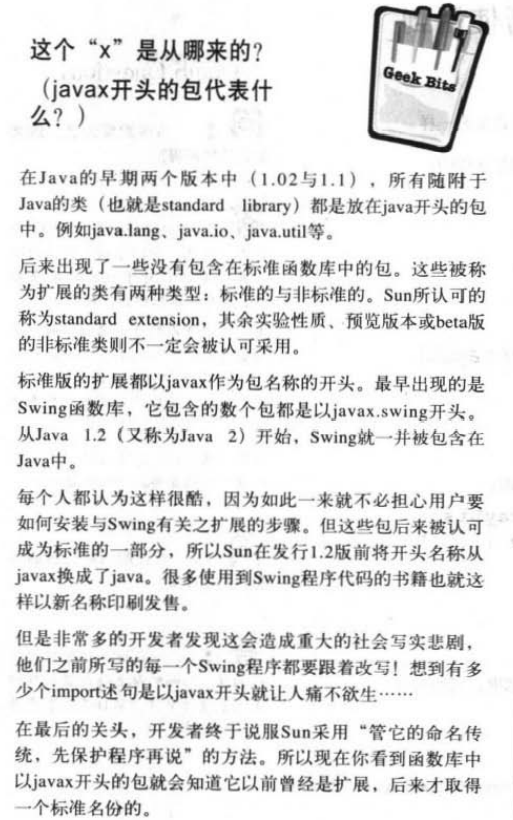 这个“x”是从哪来的？
（javax开头的包代表什
么？）
Geek Bits
在Java的早期两个版本中（1.02与1.1），所有随附于
Java的类（也就是standard library）都是放在java开头的包
中。例如java.lang、java.io、java.util等。
后来出现了一些没有包含在标准函数库中的包。这些被称
为扩展的类有两种类型：标准的与非标准的。Sun所认可的
称为standard extension，其余实验性质、预览版本或beta版
的非标准类则不一定会被认可采用。
标准版的扩展都以javax作为包名称的开头。最早出现的是
Swing函数库，它包含的数个包都是以javax.swing开头。
从Java 1.2（又称为Java 2）开始，Swing就一并被包含在
Java中。
每个人都认为这样很酷，因为如此一来就不必担心用户要
如何安装与Swing有关之扩展的步骤。但这些包后来被认可
成为标准的一部分，所以Sun在发行1.2版前将开头名称从
javax换成了java。很多使用到Swing程序代码的书籍也就这
样以新名称印刷发售。
但是非常多的开发者发现这会造成重大的社会写实悲剧，
他们之前所写的每一个Swing程序都要跟着改写！想到有多
少个import述句是以javax开头就让人痛不欲生……
在最后的关头，开发者终于说服Sun采用“管它的命名传
统，先保护程序再说”的方法。所以现在你看到函数库中
以javax开头的包就会知道它以前曾经是扩展，后来才取得
一个标准名份的。